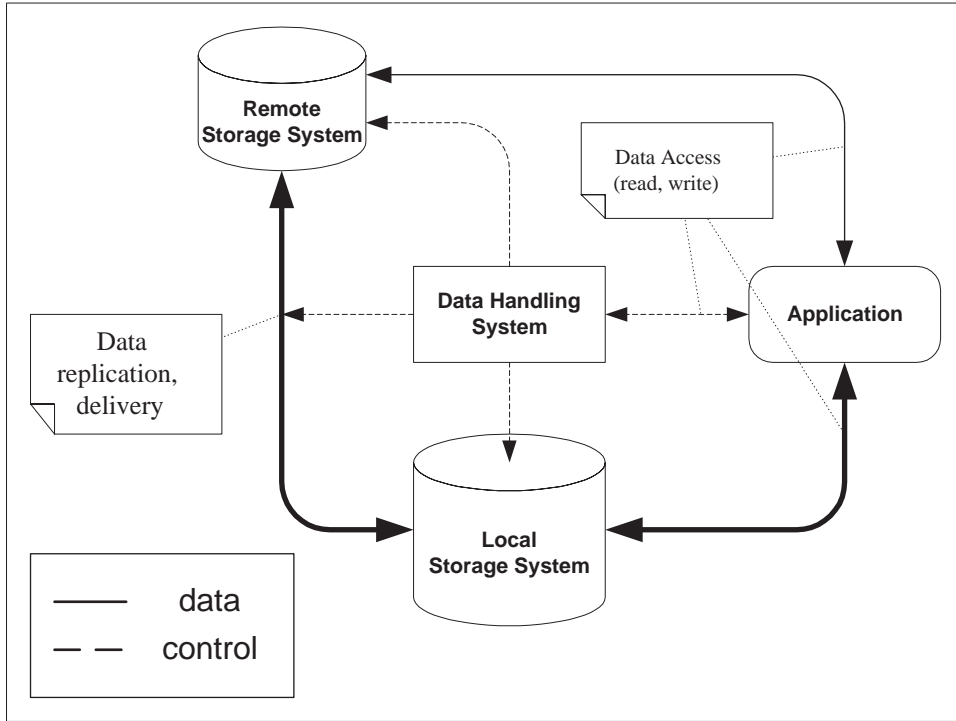 Remote
Storage System
Data Access
(read, write)
Data Handling
System
Application
Data
replication,
delivery
Local
Storage System
data
control